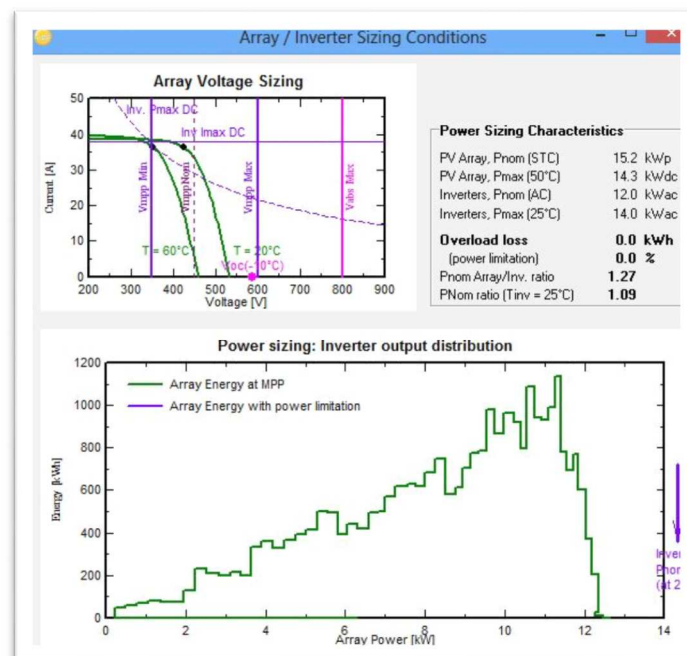 Array / Inverter Sizing Conditions
Array Voltage Sizing
50
40
30
20
10
0
Current [A]
Inv. Pmax DC
Inv Imax DC
Vmpp Min
VmppNom
Vmpp Max
Vabs Max
T = 60°C
T = 20°C
Voc(-10°C)
200 300 400 500 600 700 800 900
Voltage [V]
Power Sizing Characteristics
PV Array, Pnom (STC) 15.2 kWp
PV Array, Pmax (50°C) 14.3 kWdc
Inverters, Pnom (AC) 12.0 kWac
Inverters, Pmax (25°C) 14.0 kWac
Overload loss 0.0 kWh
(power limitation) 0.0 %
Pnom Array/Inv. ratio 1.27
PNom ratio (Tinv = 25°C) 1.09
Power sizing: Inverter output distribution
1200
1000
800
600
400
200
0
Energy [kWh]
Array Energy at MPP
Array Energy with power limitation
Inver
(at 2
0 2 4 6 8 10 12 14
Array Power [kW]